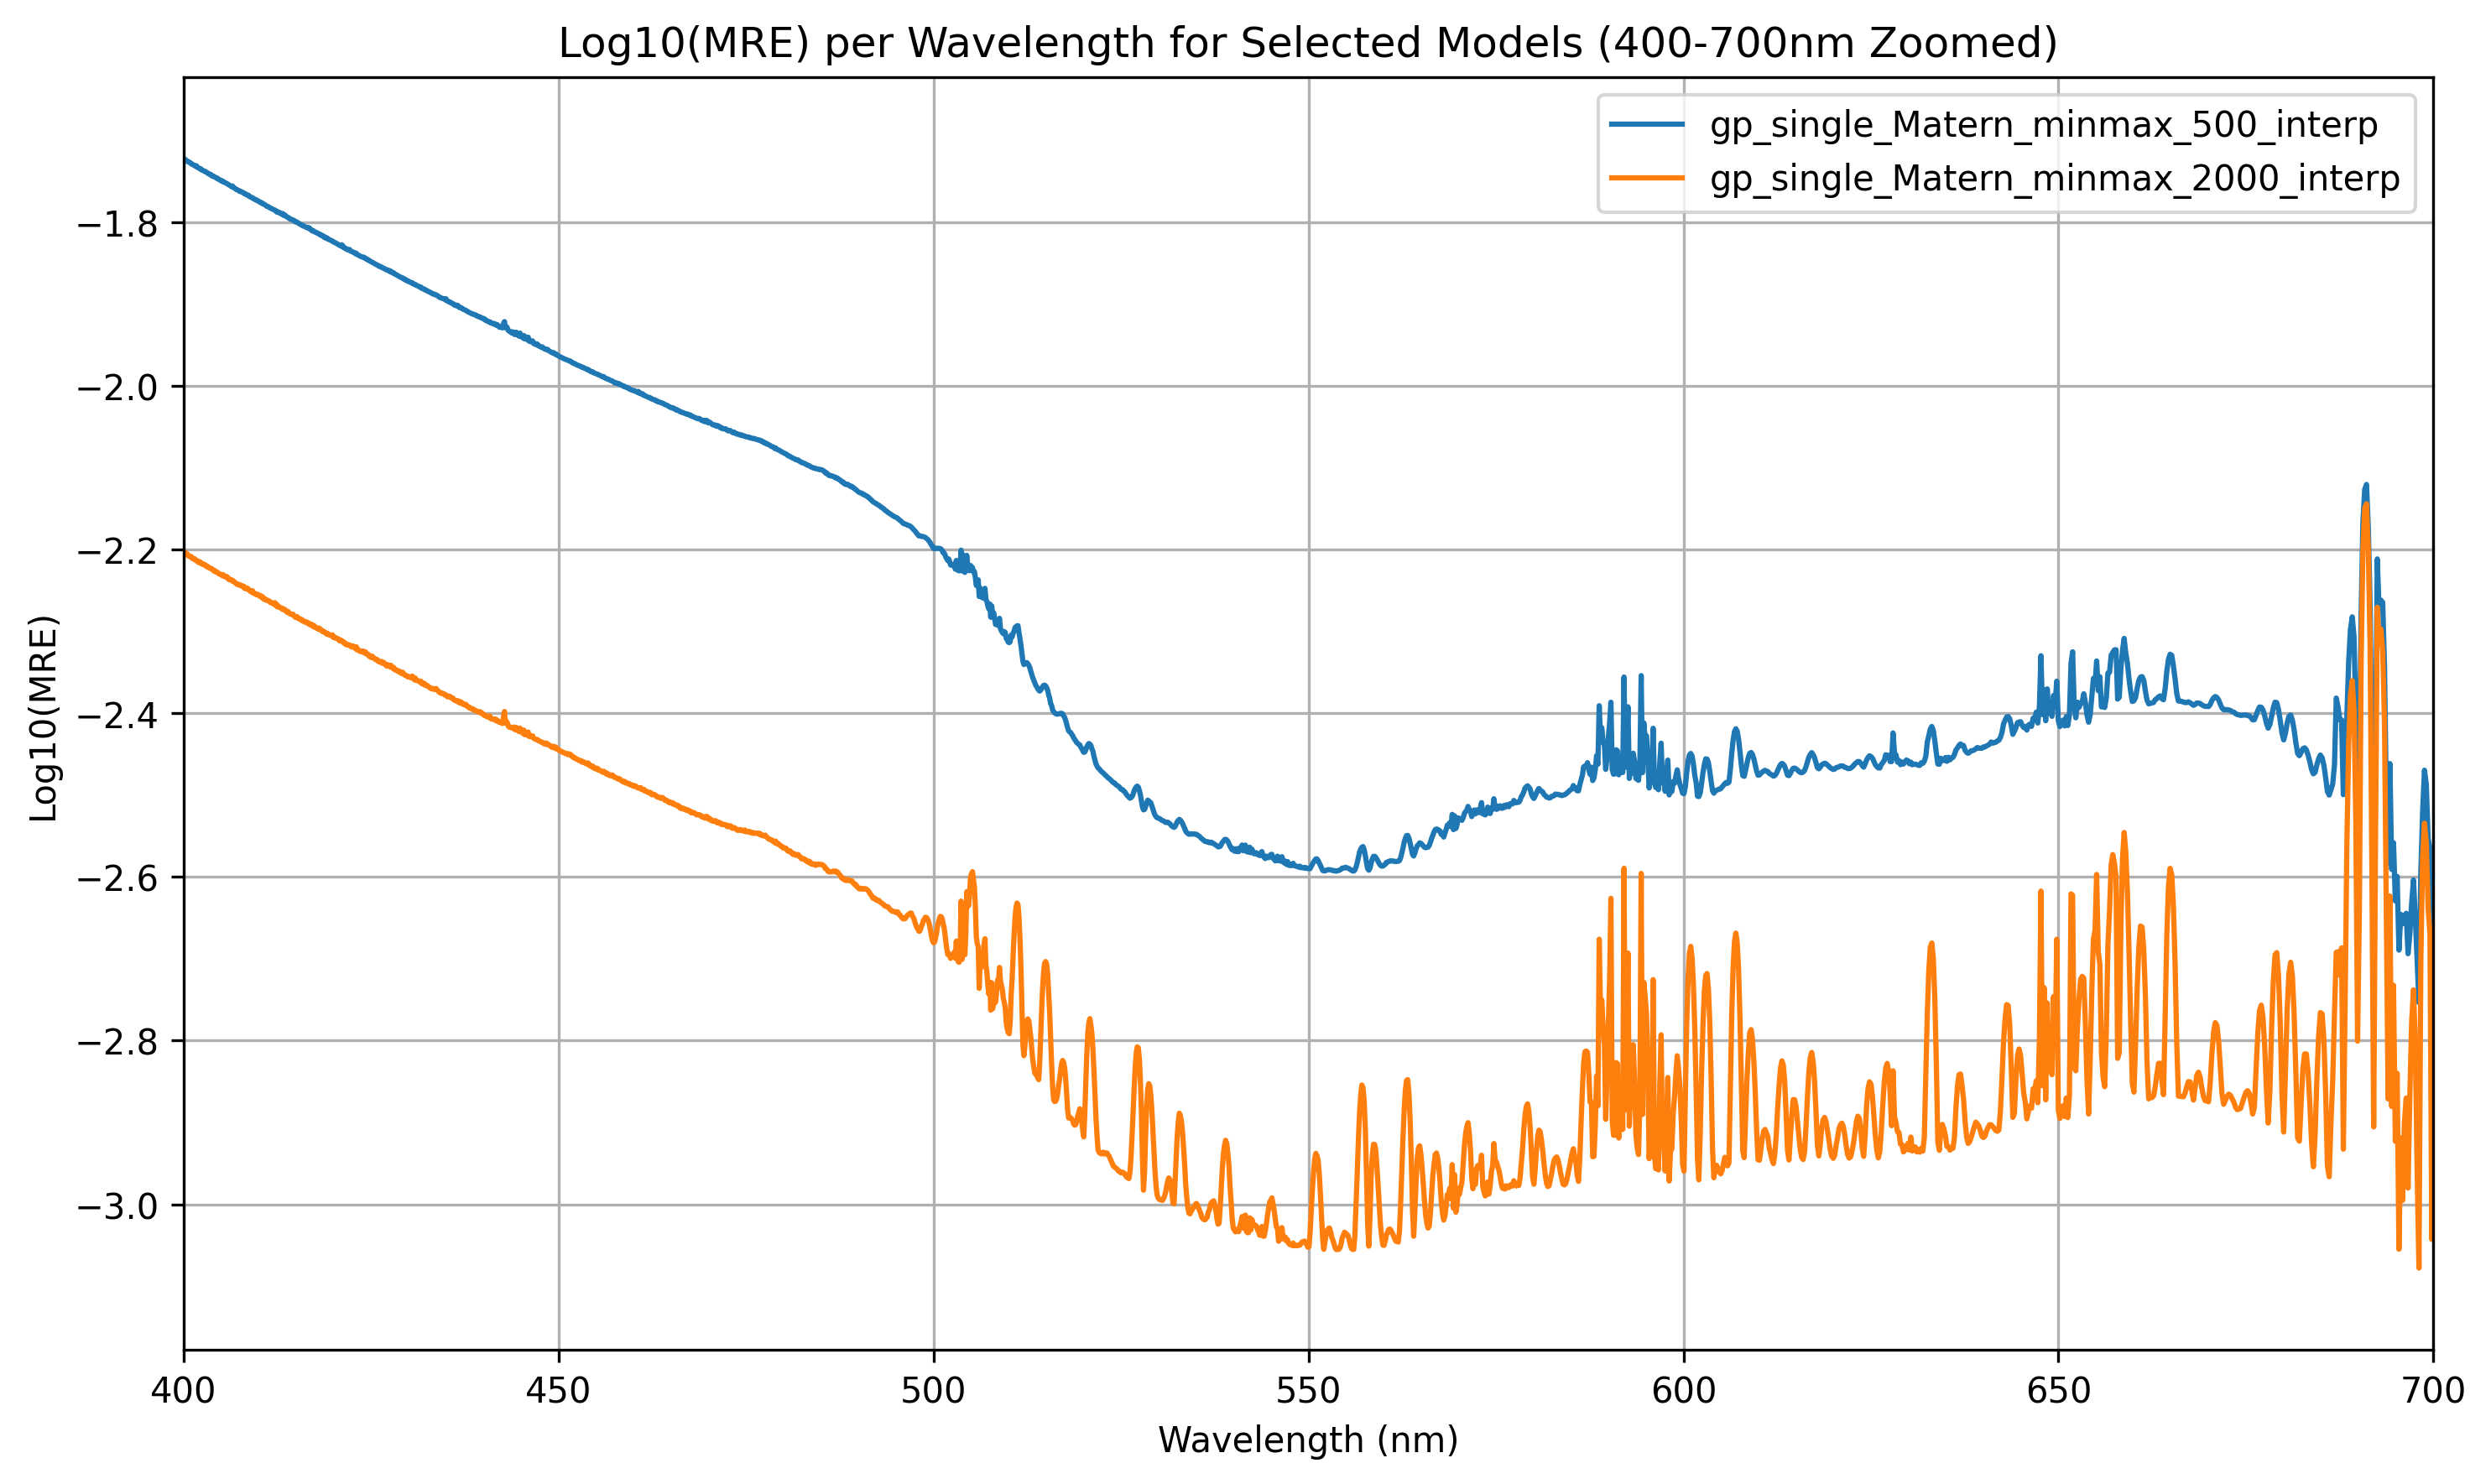 Log10(MRE) per Wavelength for Selected Models (400-700nm Zoomed)
gp_single_Matern_minmax_500_interp
gp_single_Matern_minmax_2000_interp
Log10(MRE)
−1.8
−2.0
−2.2
−2.4
−2.6
−2.8
−3.0
400 450 500 550 600 650 700
Wavelength (nm)